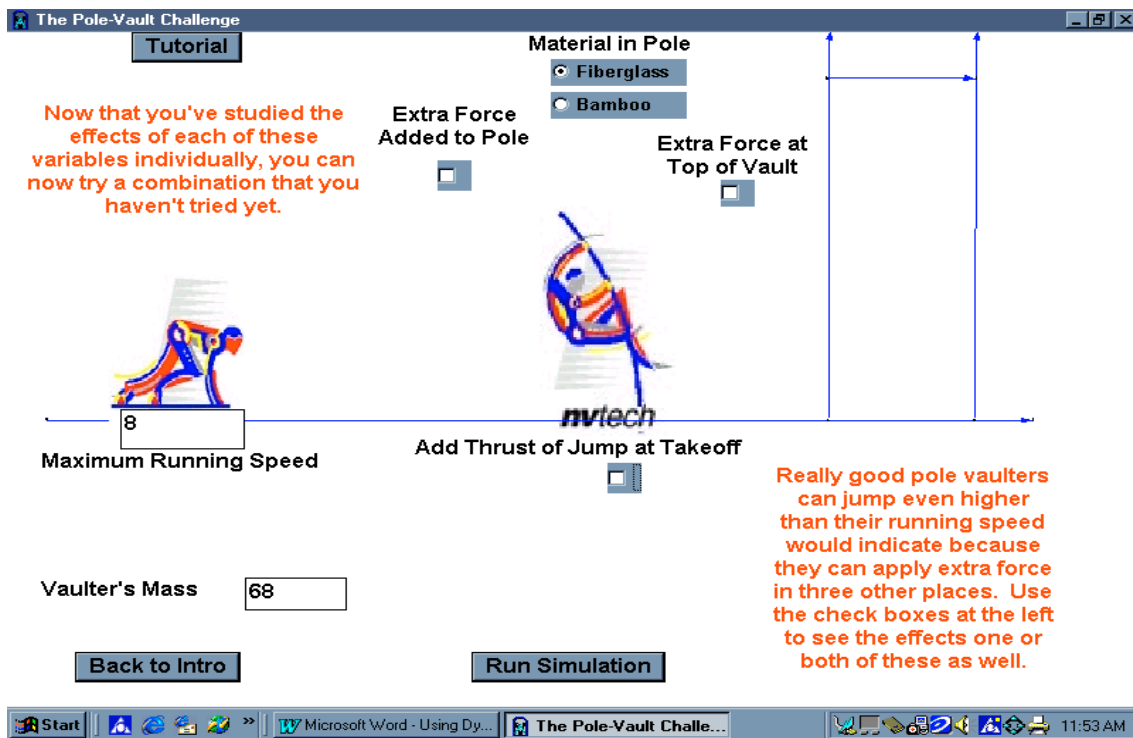 The Pole-Vault Challenge
Tutorial
Material in Pole
Fiberglass
Bamboo
Now that you've studied the
effects of each of these
variables individually, you can
now try a combination that you
haven't tried yet.
Extra Force
Added to Pole
Extra Force at
Top of Vault
nvtech
8
Maximum Running Speed
Add Thrust of Jump at Takeoff
Really good pole vaulters
can jump even higher
than their running speed
would indicate because
they can apply extra force
in three other places. Use
the check boxes at the left
to see the effects one or
both of these as well.
Vaulter's Mass
68
Back to Intro
Run Simulation
Start
Microsoft Word - Using Dy...
The Pole-Vault Challe...
11:53 AM